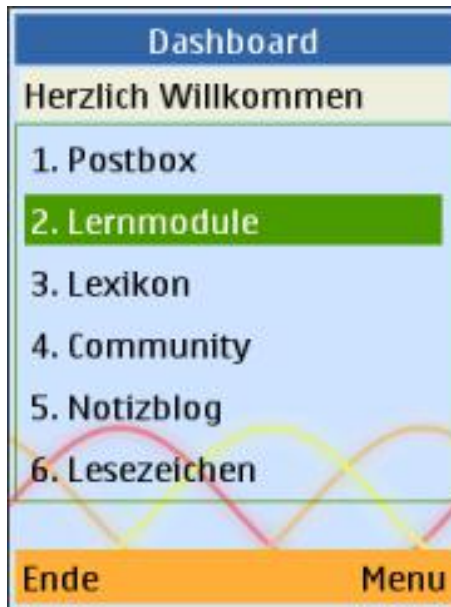 Dashboard
Herzlich Willkommen
1. Postbox
2. Lernmodule
3. Lexikon
4. Community
5. Notizblog
6. Lesezeichen
Ende Menu